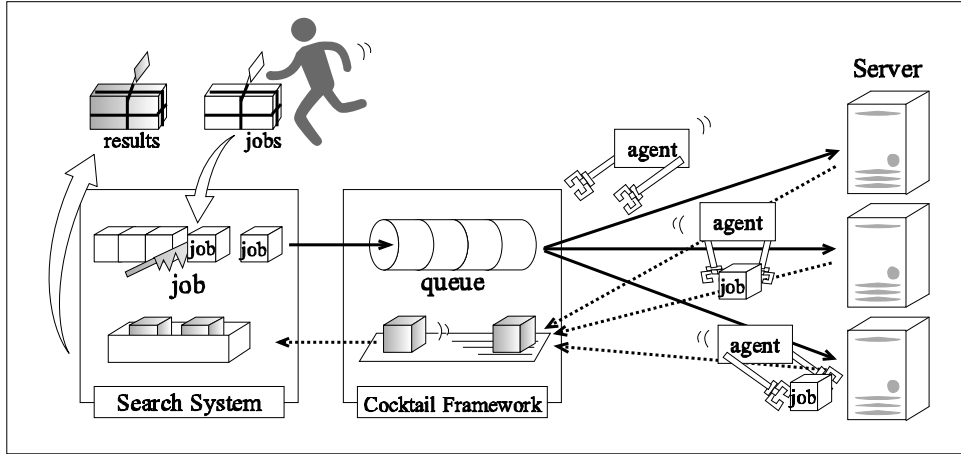 Server
results
jobs
agent
agent
job
job
job
queue
job
agent
job
Search System
Cocktail Framework